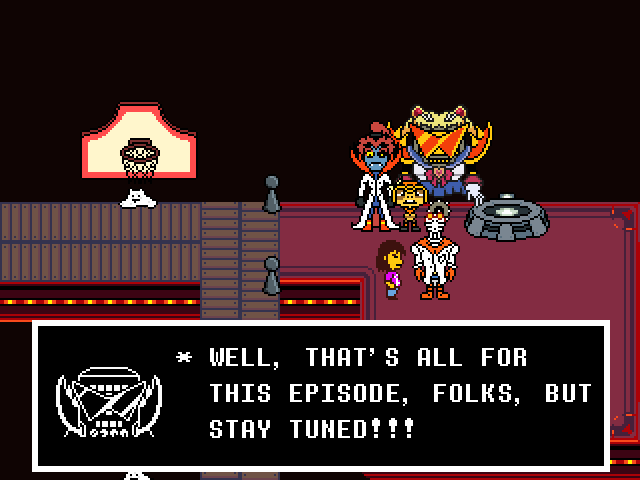 * WELL, THAT'S ALL FOR
THIS EPISODE, FOLKS, BUT
STAY TUNED!!!